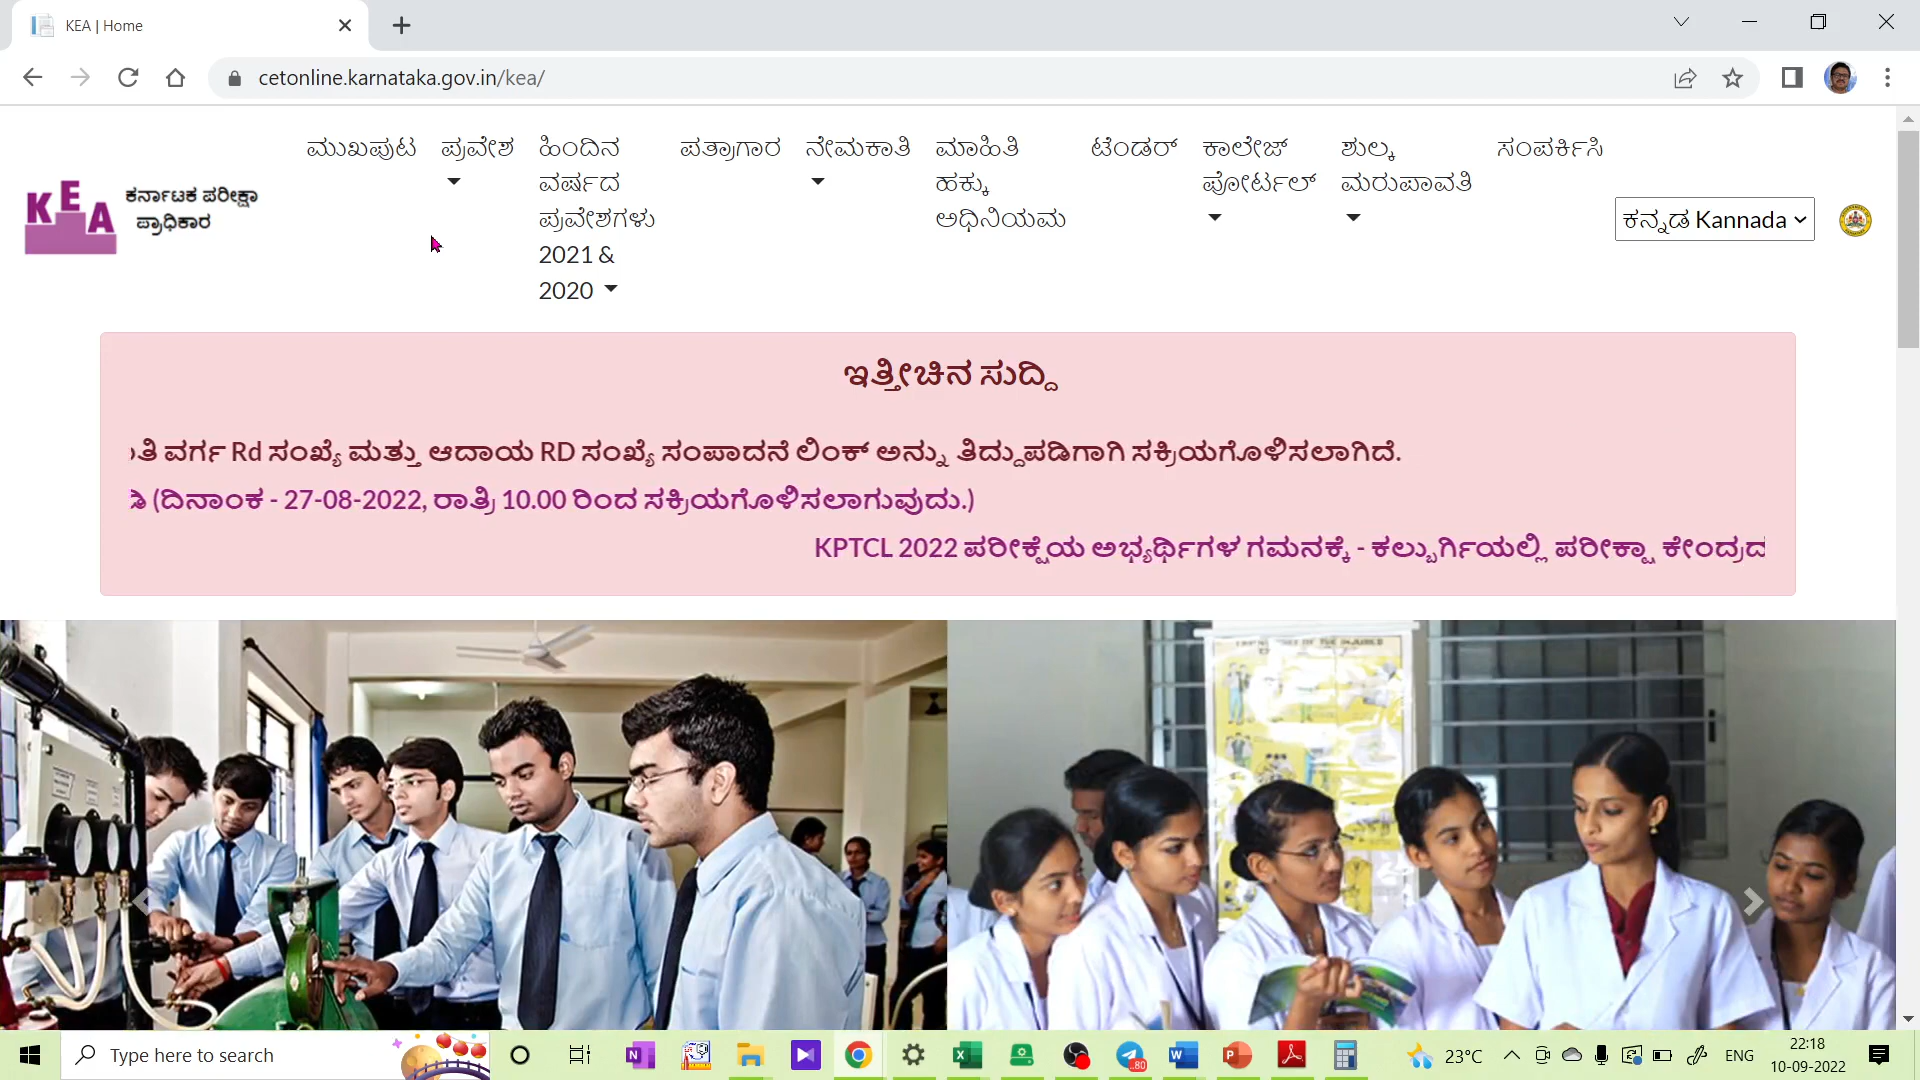 KEA | Home
cetonline.karnataka.gov.in/kea/
KEA
ಕರ್ನಾಟಕ ಪರೀಕ್ಷಾ
ಪ್ರಾಧಿಕಾರ
ಮುಖಪುಟ
ಪ್ರವೇಶ
ಹಿಂದಿನ
ವರ್ಷದ
ಪ್ರವೇಶಗಳು
2021 &
2020
ಪತ್ರಾಗಾರ
ನೇಮಕಾತಿ
ಮಾಹಿತಿ
ಹಕ್ಕು
ಅಧಿನಿಯಮ
ಟೆಂಡರ್
ಕಾಲೇಜ್
ಪೋರ್ಟಲ್
ಶುಲ್ಕ
ಮರುಪಾವತಿ
ಸಂಪರ್ಕಿಸಿ
ಕನ್ನಡ Kannada
ಇತ್ತೀಚಿನ ಸುದ್ದಿ
ವರ್ಗ Rd ಸಂಖ್ಯೆ ಮತ್ತು ಆದಾಯ RD ಸಂಖ್ಯೆ ಸಂಪಾದನೆ ಲಿಂಕ್ ಅನ್ನು ತಿದ್ದುಪಡಿಗಾಗಿ ಸಕ್ರಿಯಗೊಳಿಸಲಾಗಿದೆ.
(ದಿನಾಂಕ - 27-08-2022, ರಾತ್ರಿ 10.00 ರಿಂದ ಸಕ್ರಿಯಗೊಳಿಸಲಾಗುವುದು.)
KPTCL 2022 ಪರೀಕ್ಷೆಯ ಅಭ್ಯರ್ಥಿಗಳ ಗಮನಕ್ಕೆ - ಕಲ್ಬುರ್ಗಿಯಲ್ಲಿ ಪರೀಕ್ಷಾ ಕೇಂದ್ರದ
Type here to search
23°C
ENG
22:18
10-09-2022